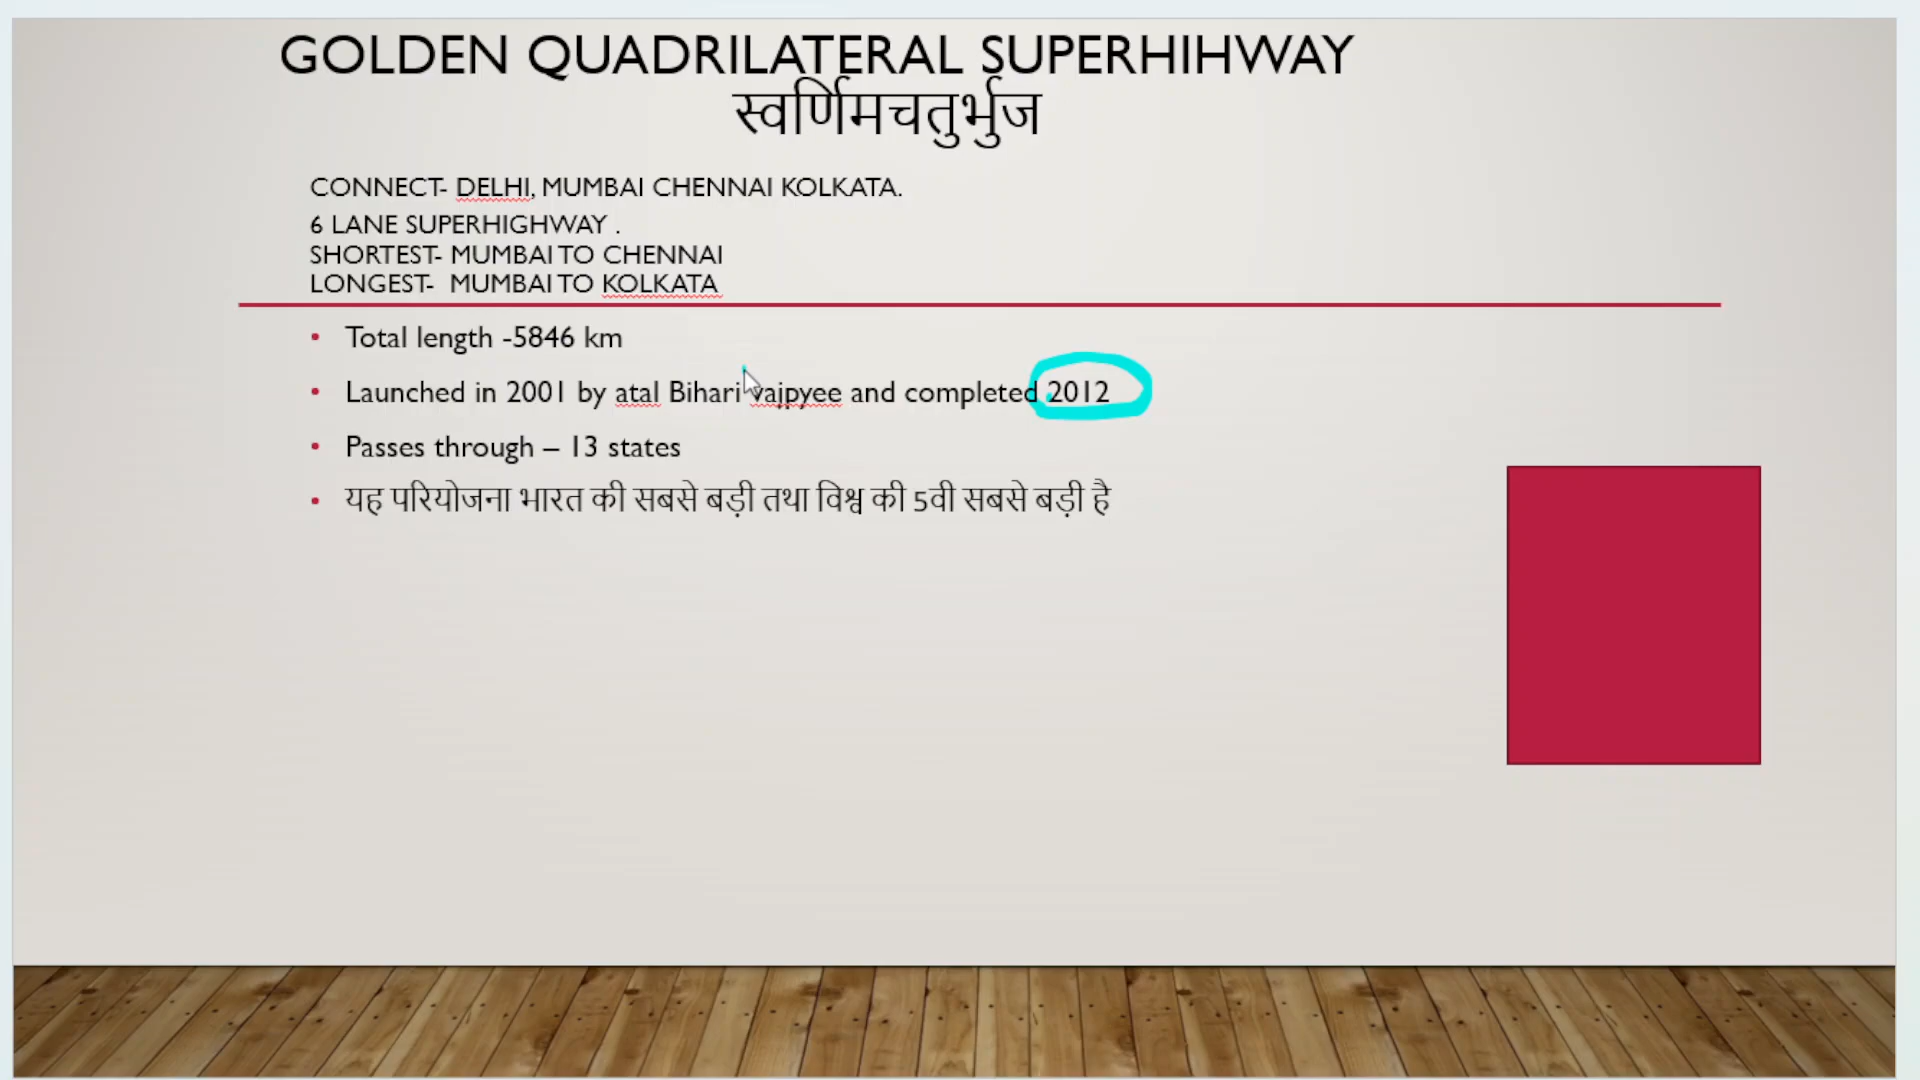 GOLDEN QUADRILATERAL SUPERHIHWAY
स्वर्णिमचतुर्भुज
CONNECT- DELHI, MUMBAI CHENNAI KOLKATA.
6 LANE SUPERHIGHWAY .
SHORTEST- MUMBAI TO CHENNAI
LONGEST- MUMBAI TO KOLKATA
• Total length -5846 km
• Launched in 2001 by atal Bihari vajpyee and completed 2012
• Passes through – 13 states
• यह परियोजना भारत की सबसे बड़ी तथा विश्व की 5वी सबसे बड़ी है